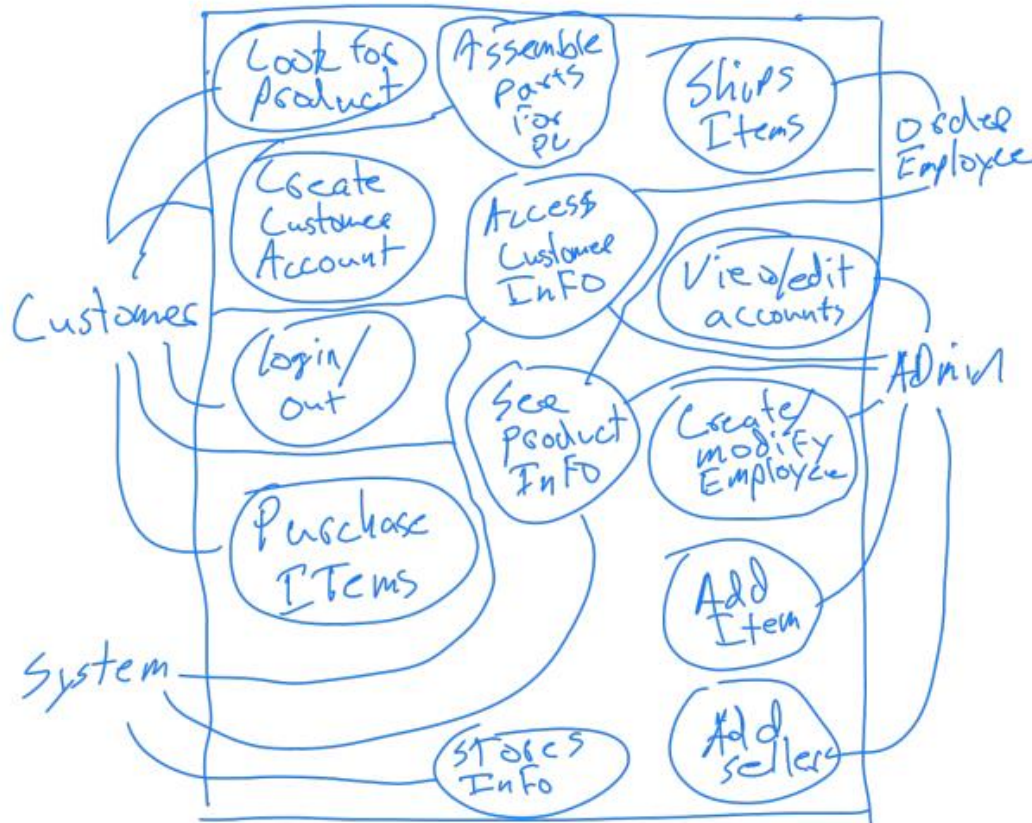 Look for
product
Assemble
parts
For
PC
Ships
Items
Order
Employee
Create
Customer
Account
Access
Customer
InFO
View/edit
accounts
Customer
login/
out
See
Product
InFO
Create/
modify
Employee
ADmin
Purchase
ITems
Add
Item
System
Stores
InFo
Add
sellers